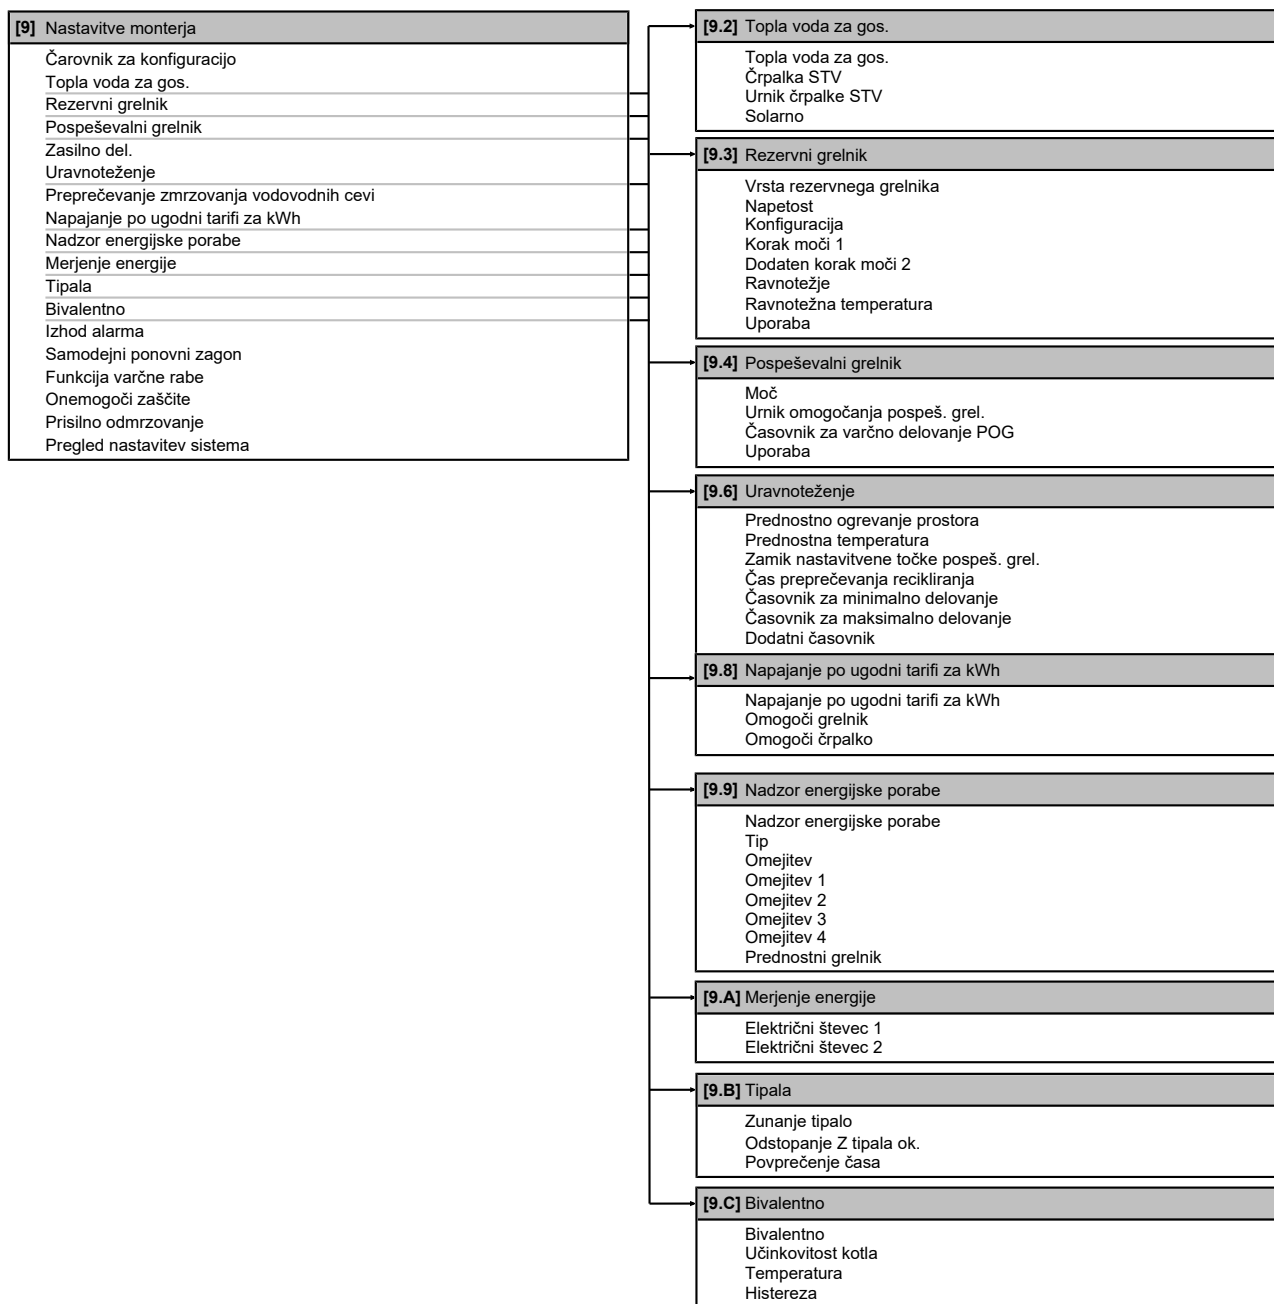 [9] Nastavitve monterja
Čarovnik za konfiguracijo
Topla voda za gos.
Rezervni grelnik
Pospeševalni grelnik
Zasilno del.
Uravnoteženje
Preprečevanje zmrzovanja vodovodnih cevi
Napajanje po ugodni tarifi za kWh
Nadzor energijske porabe
Merjenje energije
Tipala
Bivalentno
Izhod alarma
Samodejni ponovni zagon
Funkcija varčne rabe
Onemogoči zaščite
Prisilno odmrzovanje
Pregled nastavitev sistema
[9.2] Topla voda za gos.
Topla voda za gos.
Črpalka STV
Urnik črpalke STV
Solarno
[9.3] Rezervni grelnik
Vrsta rezervnega grelnika
Napetost
Konfiguracija
Korak moči 1
Dodaten korak moči 2
Ravnotežje
Ravnotežna temperatura
Uporaba
[9.4] Pospeševalni grelnik
Moč
Urnik omogočanja pospeš. grel.
Časovnik za varčno delovanje POG
Uporaba
[9.6] Uravnoteženje
Prednostno ogrevanje prostora
Prednostna temperatura
Zamik nastavitvene točke pospeš. grel.
Čas preprečevanja recikliranja
Časovnik za minimalno delovanje
Časovnik za maksimalno delovanje
Dodatni časovnik
[9.8] Napajanje po ugodni tarifi za kWh
Napajanje po ugodni tarifi za kWh
Omogoči grelnik
Omogoči črpalko
[9.9] Nadzor energijske porabe
Nadzor energijske porabe
Tip
Omejitev
Omejitev 1
Omejitev 2
Omejitev 3
Omejitev 4
Prednostni grelnik
[9.A] Merjenje energije
Električni števec 1
Električni števec 2
[9.B] Tipala
Zunanje tipalo
Odstopanje Z tipala ok.
Povprečenje časa
[9.C] Bivalentno
Bivalentno
Učinkovitost kotla
Temperatura
Histereza